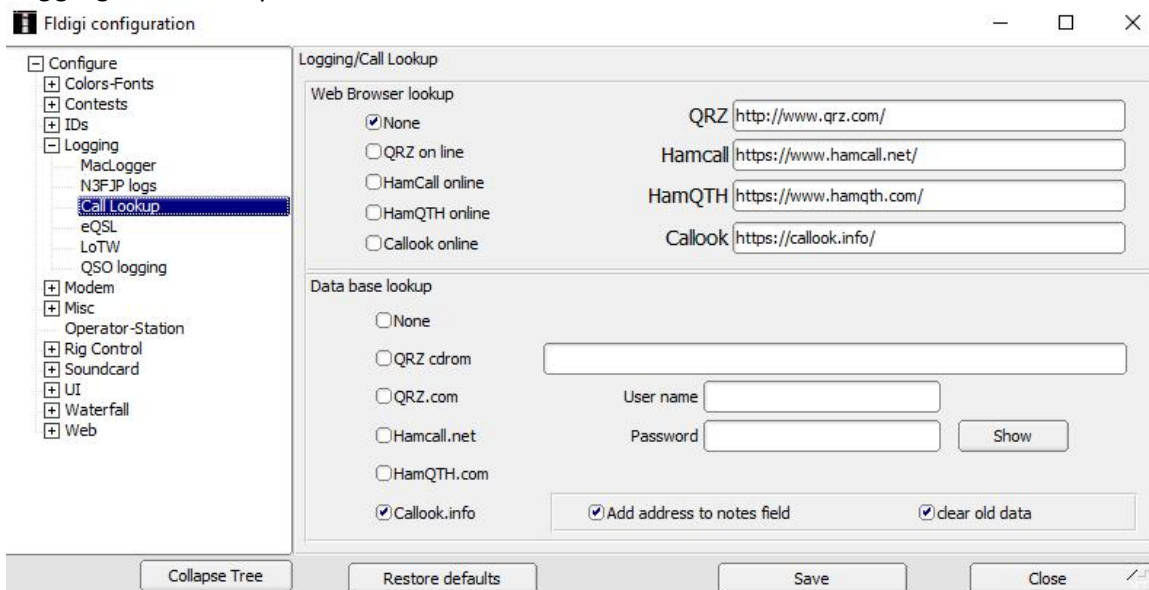 Fldigi configuration
Configure
Colors-Fonts
Contests
IDs
Logging
MacLogger
N3FJP logs
Call Lookup
eQSL
LoTW
QSO logging
Modem
Misc
Operator-Station
Rig Control
Soundcard
UI
Waterfall
Web
Collapse Tree
Logging/Call Lookup
Web Browser lookup
None
QRZ on line
HamCall online
HamQTH online
Callook online
QRZ http://www.qrz.com/
Hamcall https://www.hamcall.net/
HamQTH https://www.hamqth.com/
Callook https://callook.info/
Data base lookup
None
QRZ cdrom
QRZ.com
User name
Hamcall.net
Password
Show
HamQTH.com
Callook.info
Add address to notes field
clear old data
Restore defaults
Save
Close